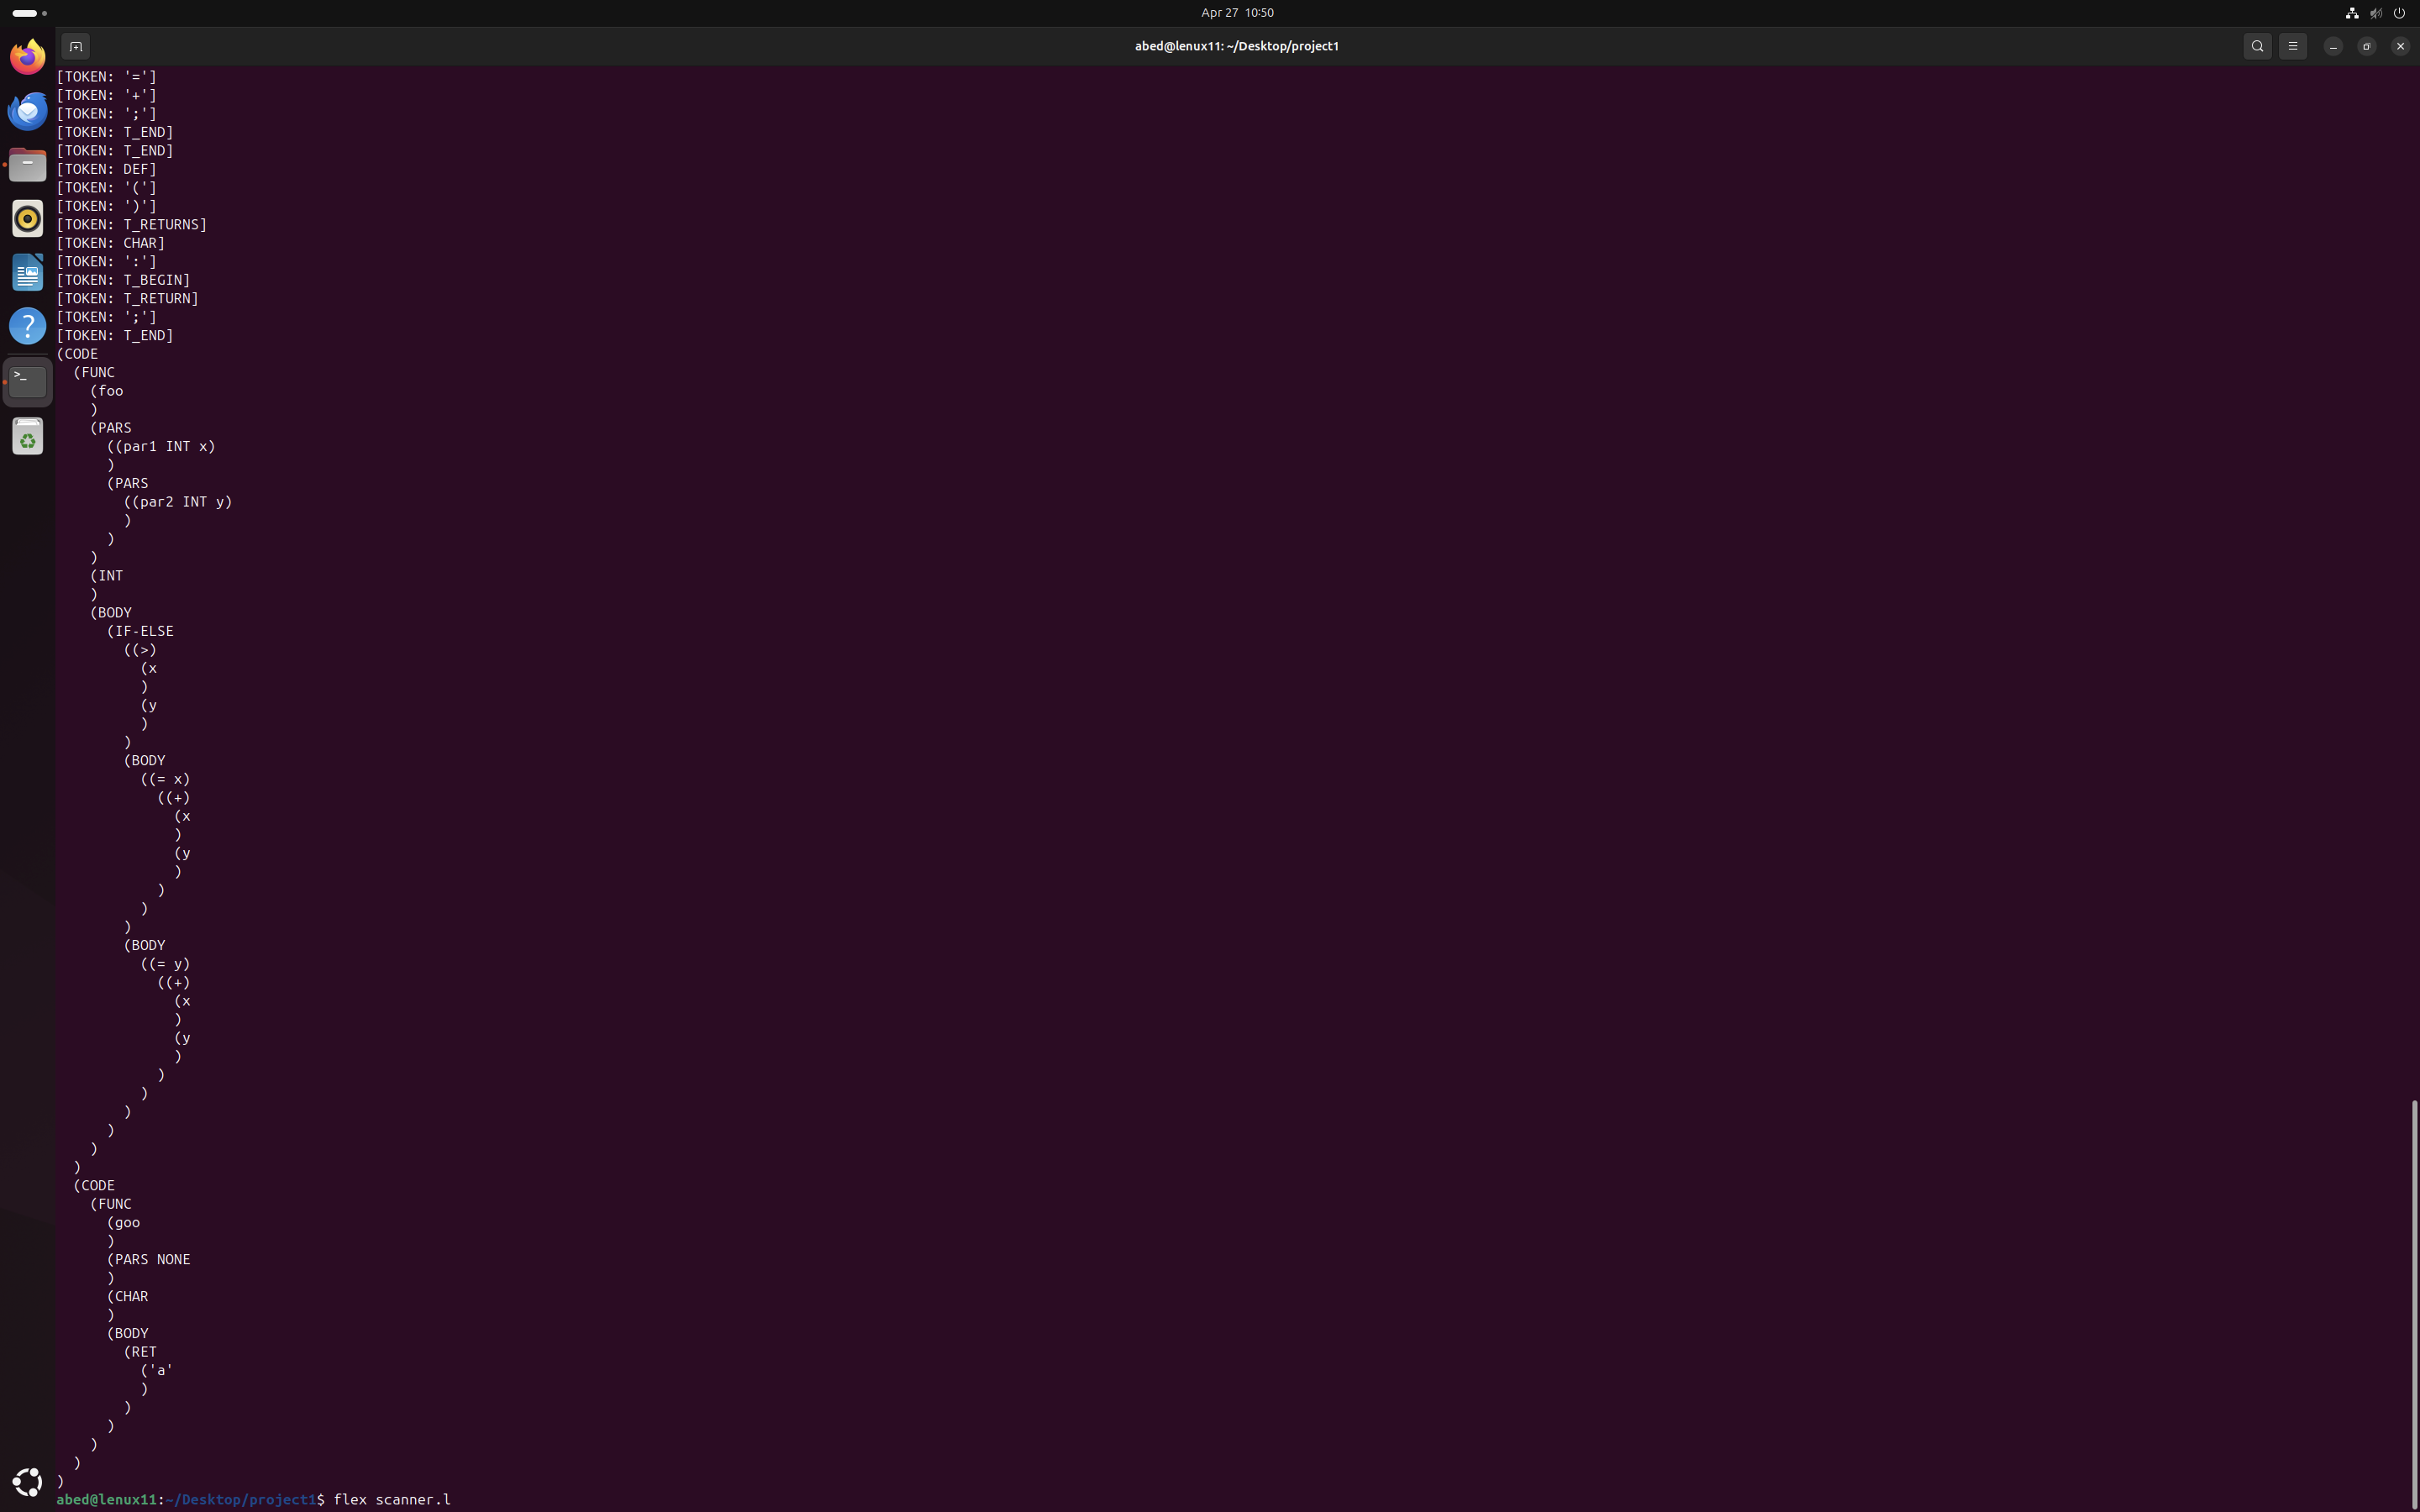 Apr 27 10:50
abed@lenux11: ~/Desktop/project1
[TOKEN: '=']
[TOKEN: '+']
[TOKEN: ';']
[TOKEN: T_END]
[TOKEN: T_END]
[TOKEN: DEF]
[TOKEN: '(']
[TOKEN: ')']
[TOKEN: T_RETURNS]
[TOKEN: CHAR]
[TOKEN: ':']
[TOKEN: T_BEGIN]
[TOKEN: T_RETURN]
[TOKEN: ';']
[TOKEN: T_END]
(CODE
  (FUNC
    (foo
    )
    (PARS
      ((par1 INT x)
      )
      (PARS
        ((par2 INT y)
        )
      )
    )
    (INT
    )
    (BODY
      (IF-ELSE
        ((>)
          (x
          )
          (y
          )
        )
        (BODY
          ((= x)
            ((+)
              (x
              )
              (y
              )
            )
          )
        )
        (BODY
          ((= y)
            ((+)
              (x
              )
              (y
              )
            )
          )
        )
      )
    )
  )
  (CODE
    (FUNC
      (goo
      )
      (PARS NONE
      )
      (CHAR
      )
      (BODY
        (RET
          ('a'
          )
        )
      )
    )
  )
)
abed@lenux11:~/Desktop/project1$ flex scanner.l